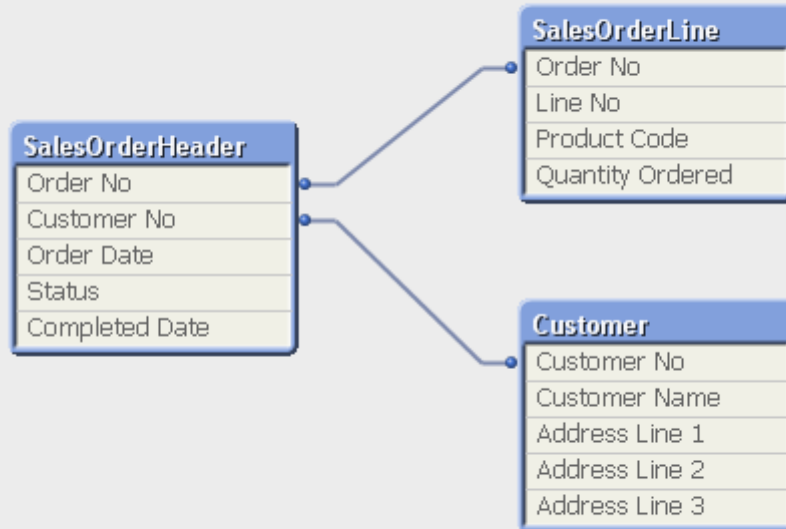 SalesOrderHeader
Order No
Customer No
Order Date
Status
Completed Date
SalesOrderLine
Order No
Line No
Product Code
Quantity Ordered
Customer
Customer No
Customer Name
Address Line 1
Address Line 2
Address Line 3